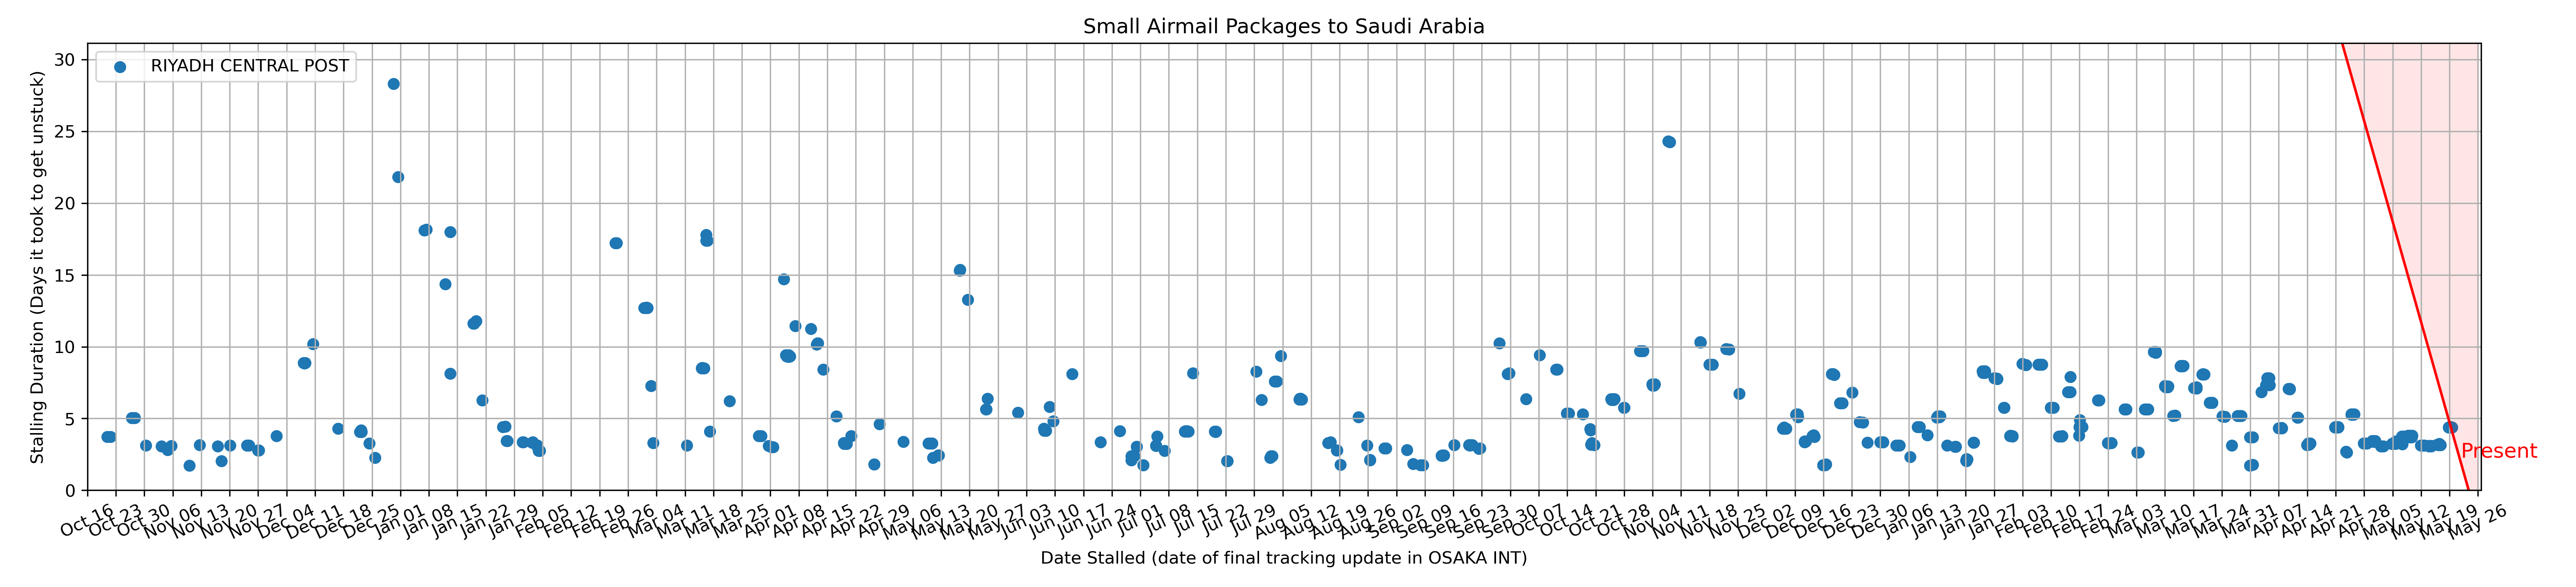 Small Airmail Packages to Saudi Arabia
RIYADH CENTRAL POST
Stalling Duration (Days it took to get unstuck)
30
25
20
15
10
5
0
Present
Oct 16 Oct 23 Oct 30 Nov 06 Nov 13 Nov 20 Nov 27 Dec 04 Dec 11 Dec 18 Dec 25 Jan 01 Jan 08 Jan 15 Jan 22 Jan 29 Feb 05 Feb 12 Feb 19 Feb 26 Mar 04 Mar 11 Mar 18 Mar 25 Apr 01 Apr 08 Apr 15 Apr 22 Apr 29 May 06 May 13 May 20 May 27 Jun 03 Jun 10 Jun 17 Jun 24 Jul 01 Jul 08 Jul 15 Jul 22 Jul 29 Aug 05 Aug 12 Aug 19 Aug 26 Sep 02 Sep 09 Sep 16 Sep 23 Sep 30 Oct 07 Oct 14 Oct 21 Oct 28 Nov 04 Nov 11 Nov 18 Nov 25 Dec 02 Dec 09 Dec 16 Dec 23 Dec 30 Jan 06 Jan 13 Jan 20 Jan 27 Feb 03 Feb 10 Feb 17 Feb 24 Mar 03 Mar 10 Mar 17 Mar 24 Mar 31 Apr 07 Apr 14 Apr 21 Apr 28 May 05 May 12 May 19 May 26
Date Stalled (date of final tracking update in OSAKA INT)